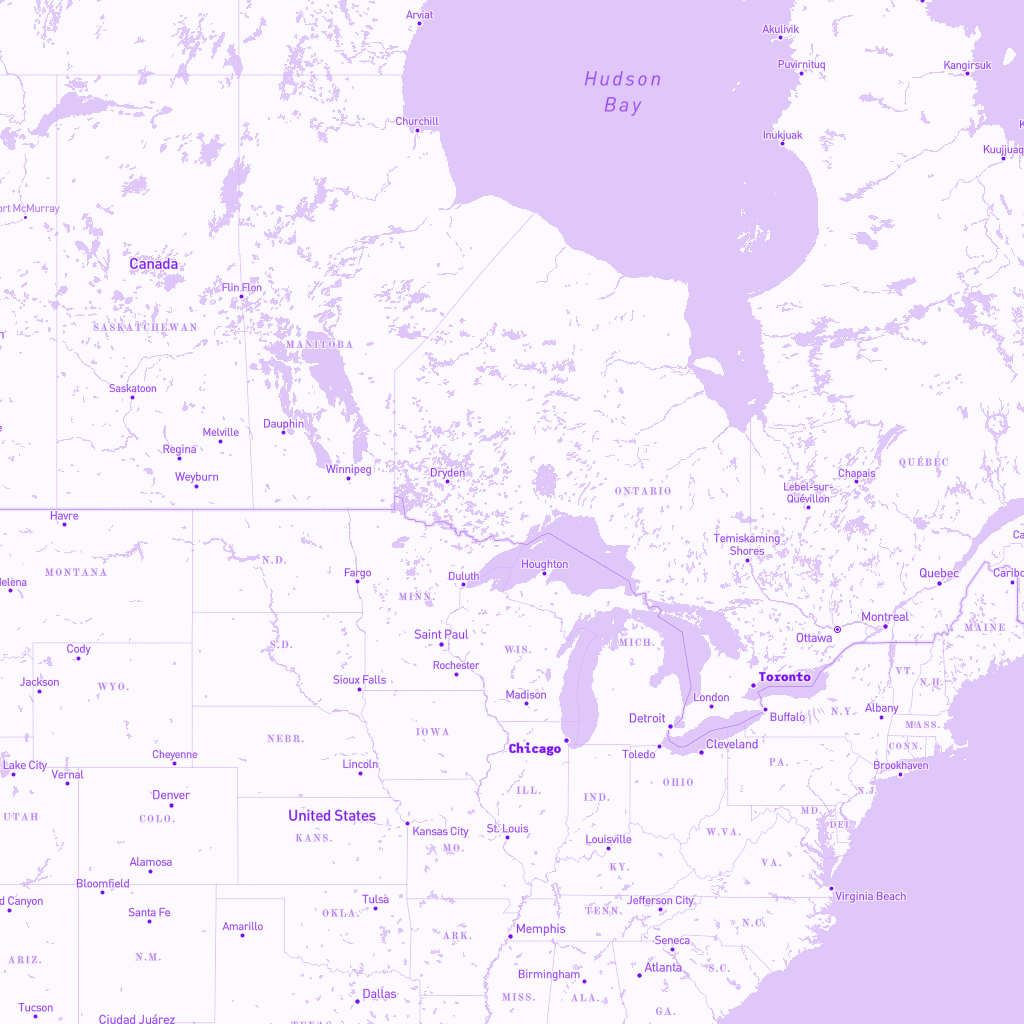 Arviat
Akulivik
Hudson
Bay
Puvirnituq
Kangirsuk
Churchill
Inukjuak
Kuujjuaq
ort McMurray
Canada
Flin Flon
SASKATCHEWAN
MANITOBA
Saskatoon
Dauphin
Melville
Regina
Winnipeg
Weyburn
Dryden
ONTARIO
QUÉBEC
Chapais
Lebel-sur-
Quévillon
Havre
Temiskaming
Shores
N.D.
MONTANA
Houghton
Fargo
Duluth
Quebec
Caribo
elena
MINN.
Montreal
Ottawa
MAINE
Saint Paul
MICH.
S.D.
Cody
WIS.
Rochester
VT.
Toronto
Jackson
WYO.
Sioux Falls
N.H.
Madison
London
Albany
N.Y.
Buffalo
Detroit
MASS.
NEBR.
IOWA
Chicago
Toledo
Cleveland
CONN.
Cheyenne
Lake City
Vernal
Lincoln
PA.
Brookhaven
OHIO
ILL.
IND.
N.J.
Denver
COLO.
UTAH
United States
MD.
DEL.
KANS.
Kansas City
St. Louis
W.VA.
Louisville
MO.
KY.
VA.
Alamosa
Bloomfield
d Canyon
Santa Fe
Tulsa
Jefferson City
Virginia Beach
OKLA.
TENN.
Amarillo
N.C.
Memphis
ARK.
Seneca
ARIZ.
N.M.
Birmingham
Atlanta
S.C.
Dallas
MISS.
ALA.
Tucson
GA.
Ciudad Juárez
TEXAS